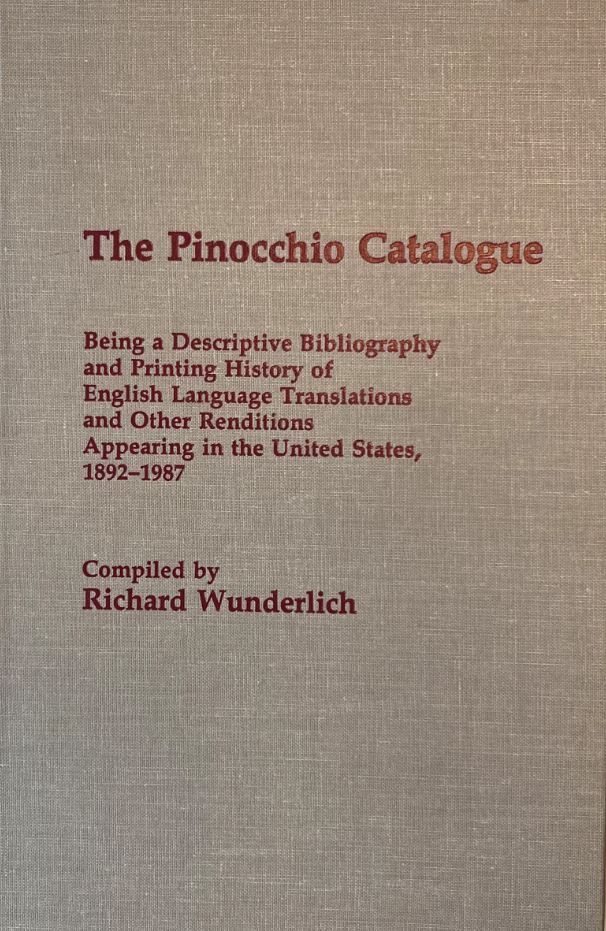 The Pinocchio Catalogue
Being a Descriptive Bibliography
and Printing History of
English Language Translations
and Other Renditions
Appearing in the United States,
1892–1987
Compiled by
Richard Wunderlich